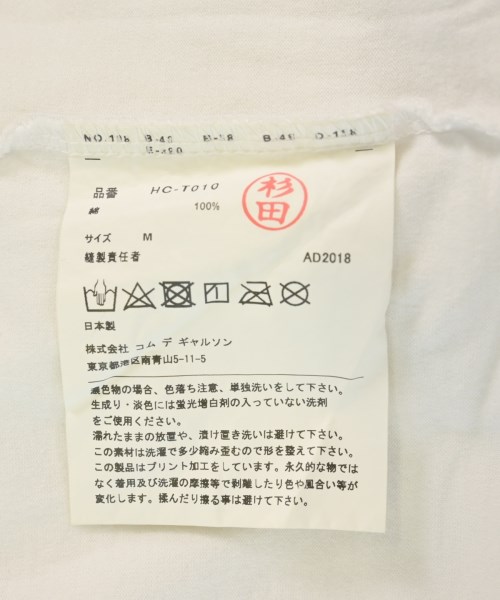 品番 HC-T010
杉田
綿 100%
サイズ M
縫製責任者 AD2018
日本製
株式会社 コム デ ギャルソン
東京都港区南青山5-11-5
濃色物の場合、色落ち注意、単独洗いをして下さい。
生成り・淡色には蛍光増白剤の入っていない洗剤
をご使用ください。
濡れたままの放置や、漬け置き洗いは避けて下さい。
この素材は洗濯で多少縮み歪むので形を整えて下さい。
この製品はプリント加工をしています。永久的な物では
なく着用及び洗濯の摩擦等で剥離したり色や風合い等が
変化します。揉んだり擦る事は避けて下さい。